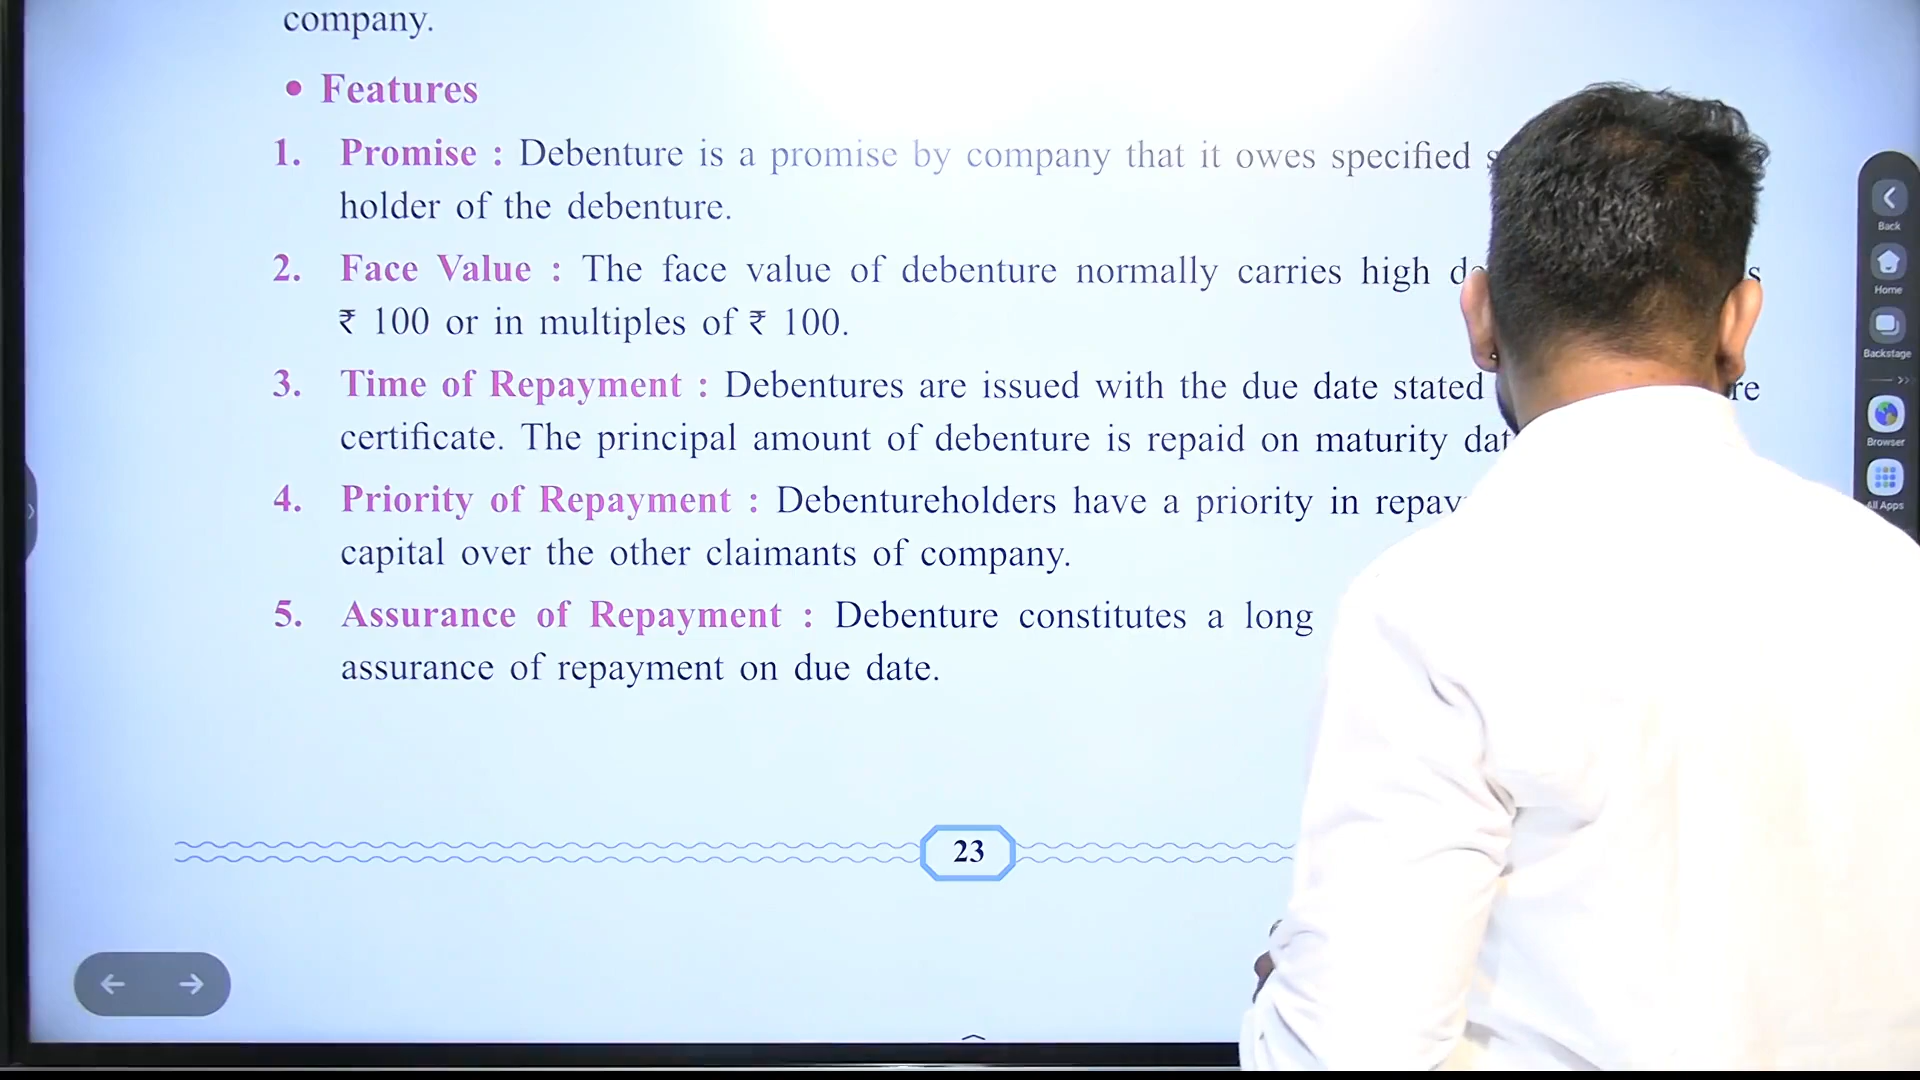 company.
• Features
1. Promise : Debenture is a promise by company that it owes specified
holder of the debenture.
2. Face Value : The face value of debenture normally carries high
₹ 100 or in multiples of ₹ 100.
3. Time of Repayment : Debentures are issued with the due date stated
certificate. The principal amount of debenture is repaid on maturity
4. Priority of Repayment : Debentureholders have a priority in
capital over the other claimants of company.
5. Assurance of Repayment : Debenture constitutes a long
assurance of repayment on due date.
23
Back
Home
Backstage
Browser
All Apps